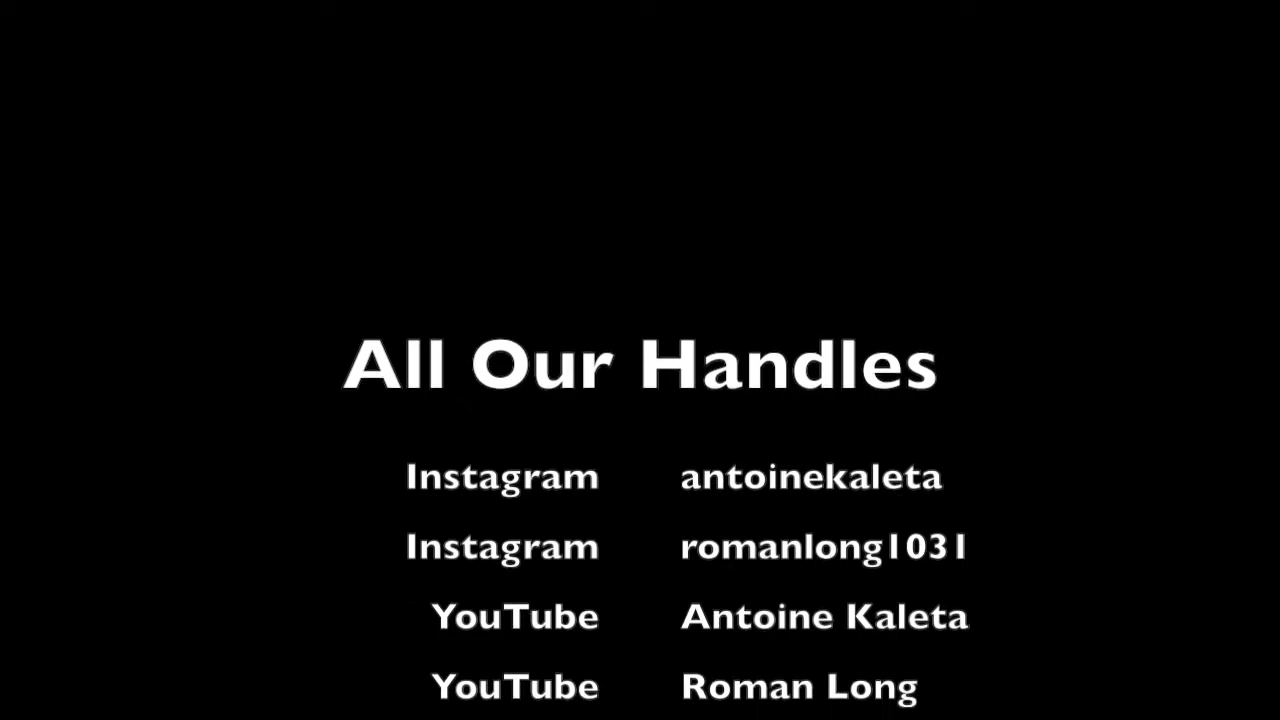 All Our Handles
Instagram antoinekaleta
Instagram romanlong1031
YouTube Antoine Kaleta
YouTube Roman Long